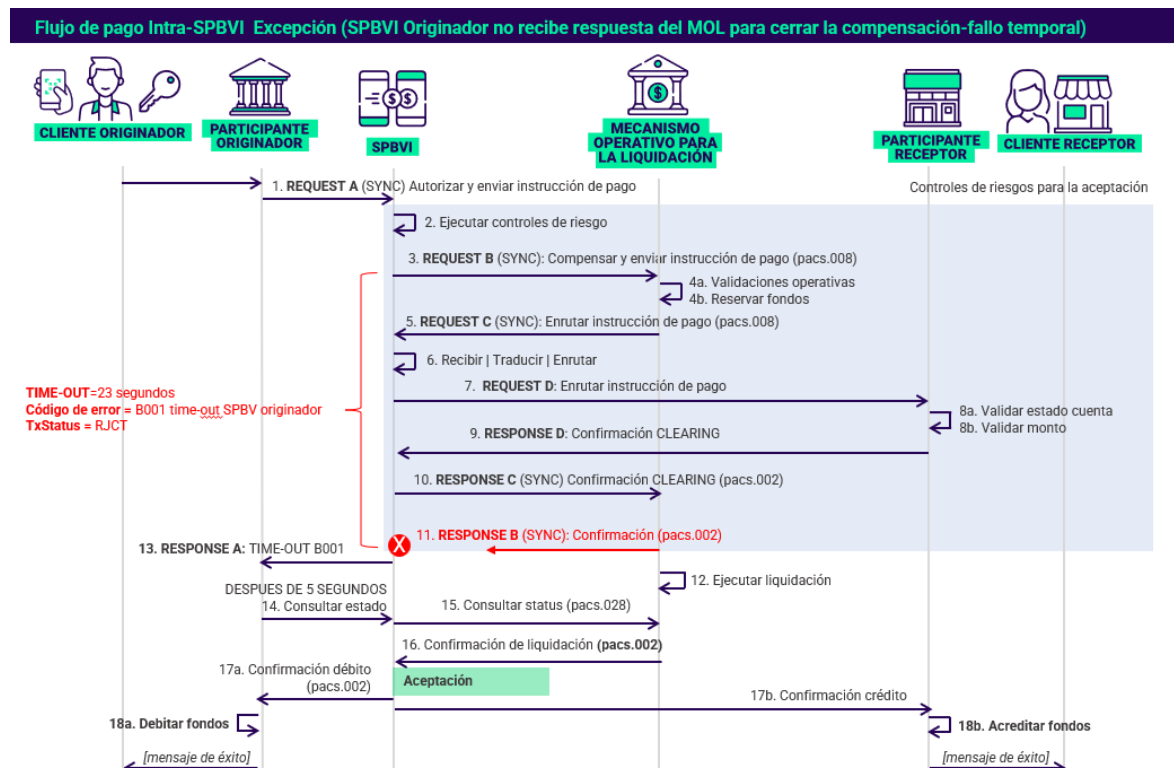 Flujo de pago Intra-SPBVI Excepción (SPBVI Originador no recibe respuesta del MOL para cerrar la compensación-fallo temporal)
CLIENTE ORIGINADOR
PARTICIPANTE
ORIGINADOR
SPBVI
MECANISMO
OPERATIVO PARA
LA LIQUIDACIÓN
PARTICIPANTE
RECEPTOR
CLIENTE RECEPTOR
1. REQUEST A (SYNC) Autorizar y enviar instrucción de pago
Controles de riesgos para la aceptación
2. Ejecutar controles de riesgo
3. REQUEST B (SYNC): Compensar y enviar instrucción de pago (pacs.008)
4a. Validaciones operativas
4b. Reservar fondos
5. REQUEST C (SYNC): Enrutar instrucción de pago (pacs.008)
6. Recibir | Traducir | Enrutar
7. REQUEST D: Enrutar instrucción de pago
TIME-OUT=23 segundos
Código de error = B001 time-out SPBV originador
TxStatus = RJCT
8a. Validar estado cuenta
8b. Validar monto
9. RESPONSE D: Confirmación CLEARING
10. RESPONSE C (SYNC) Confirmación CLEARING (pacs.002)
11. RESPONSE B (SYNC): Confirmación (pacs.002)
X
13. RESPONSE A: TIME-OUT B001
12. Ejecutar liquidación
DESPUES DE 5 SEGUNDOS
14. Consultar estado
15. Consultar status (pacs.028)
16. Confirmación de liquidación (pacs.002)
17a. Confirmación débito
(pacs.002)
Aceptación
17b. Confirmación crédito
18a. Debitar fondos
18b. Acreditar fondos
[mensaje de éxito]
[mensaje de éxito]